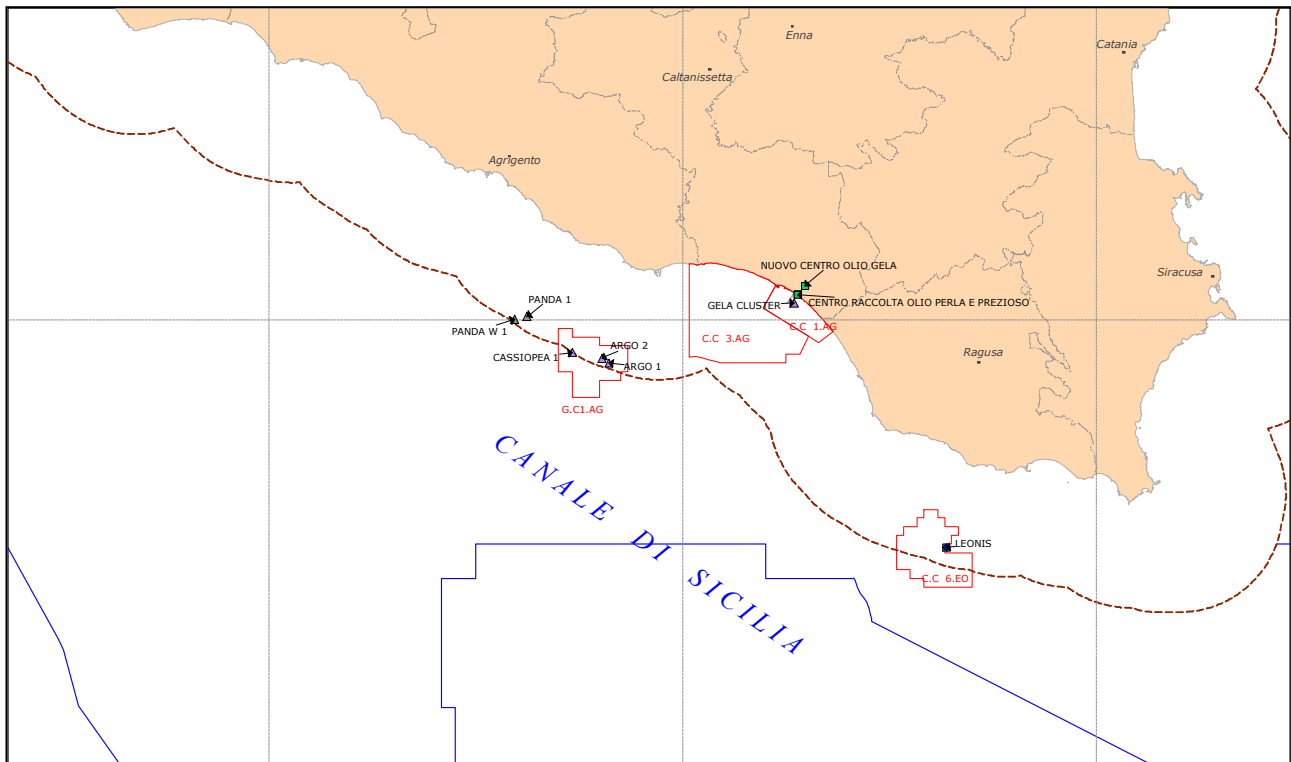 Enna
Catania
Caltanissetta
Agrigento
NUOVO CENTRO OLIO GELA
Siracusa
PANDA 1
GELA CLUSTER
CENTRO RACCOLTA OLIO PERLA E PREZIOSO
PANDA W 1
C.C 1.AG
C.C 3.AG
ARGO 2
Ragusa
CASSIOPEA 1
ARGO 1
G.C1.AG
CANALE DI SICILIA
LEONIS
C.C 6.EO